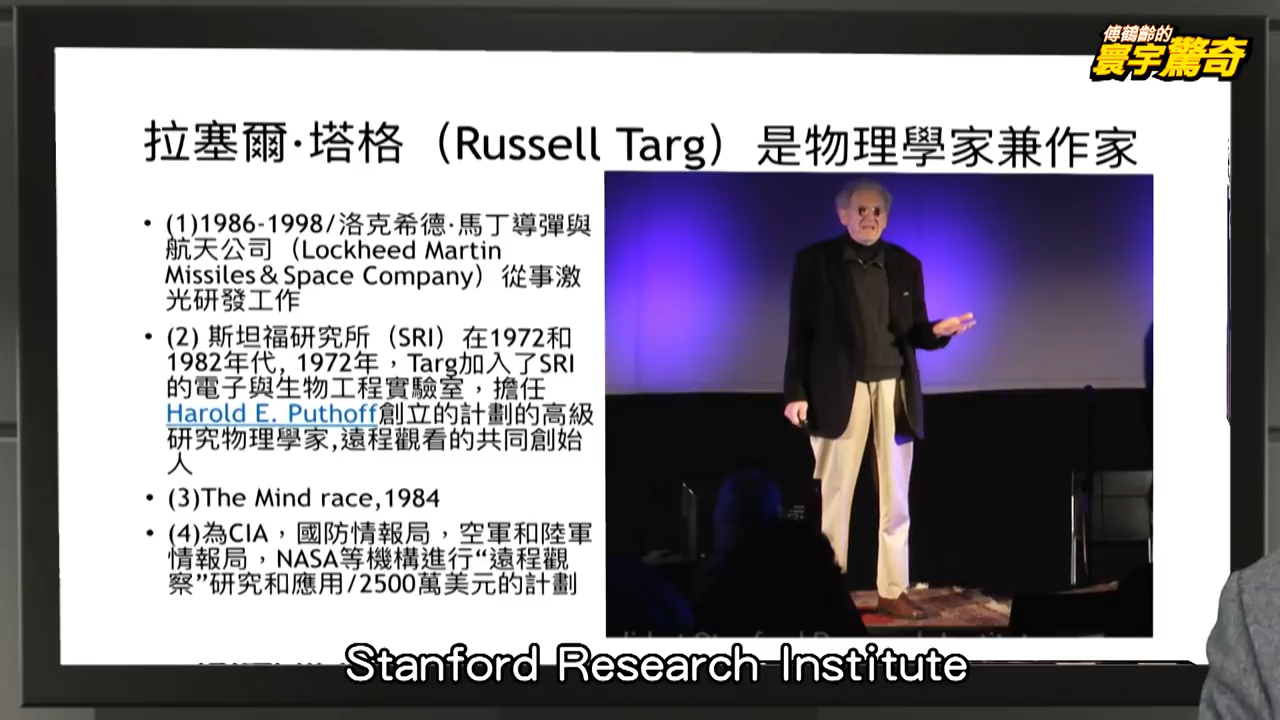 傅鶴齡的
寰宇驚奇
拉塞爾·塔格（Russell Targ）是物理學家兼作家
• (1)1986-1998/洛克希德·馬丁導彈與
航天公司（Lockheed Martin
Missiles＆Space Company）從事激
光研發工作
• (2) 斯坦福研究所（SRI）在1972和
1982年代, 1972年，Targ加入了SRI
的電子與生物工程實驗室，擔任
Harold E. Puthoff創立的計劃的高級
研究物理學家,遠程觀看的共同創始
人
• (3)The Mind race,1984
• (4)為CIA，國防情報局，空軍和陸軍
情報局，NASA等機構進行“遠程觀
察”研究和應用/2500萬美元的計劃
Stanford Research Institute